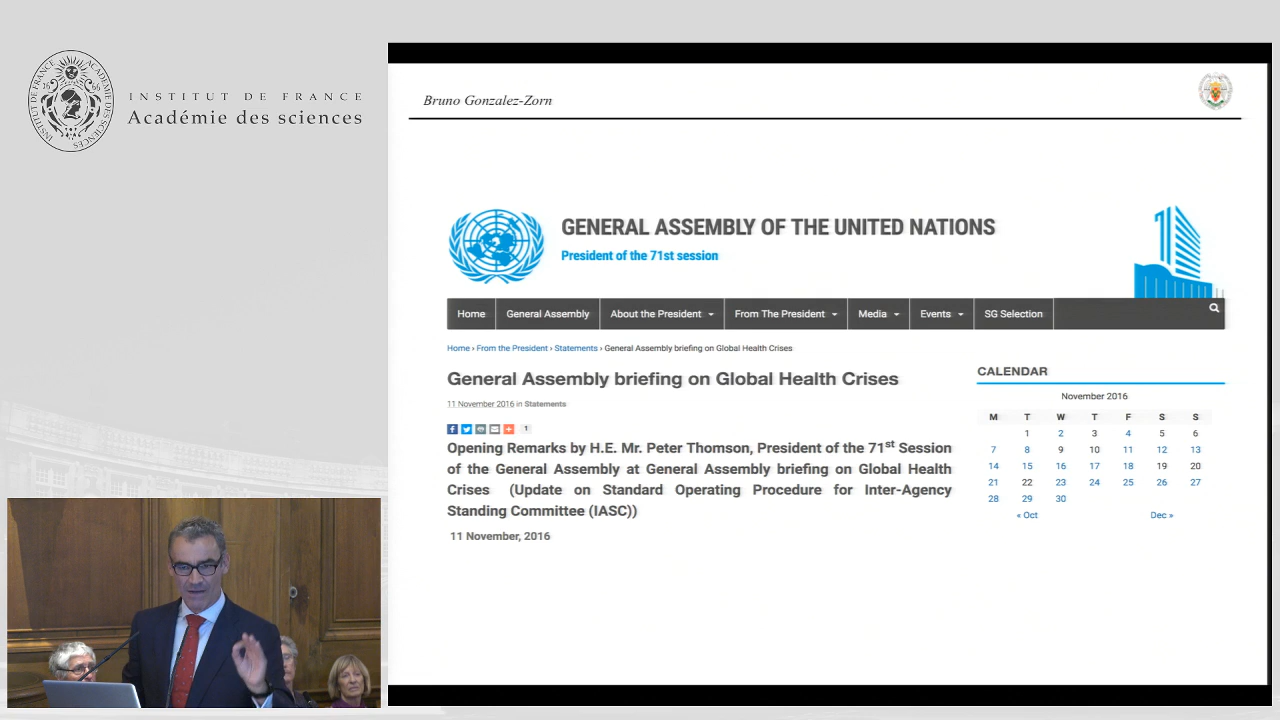 INSTITUT DE FRANCE
Académie des sciences
Bruno Gonzalez-Zorn
GENERAL ASSEMBLY OF THE UNITED NATIONS
President of the 71st session
Home
General Assembly
About the President
From The President
Media
Events
SG Selection
Home › From the President › Statements › General Assembly briefing on Global Health Crises
General Assembly briefing on Global Health Crises
11 November 2016 in Statements
1
Opening Remarks by H.E. Mr. Peter Thomson, President of the 71st Session
of the General Assembly at General Assembly briefing on Global Health
Crises (Update on Standard Operating Procedure for Inter-Agency
Standing Committee (IASC))
11 November, 2016
CALENDAR
November 2016
M T W T F S S
1 2 3 4 5 6
7 8 9 10 11 12 13
14 15 16 17 18 19 20
21 22 23 24 25 26 27
28 29 30
« Oct Dec »